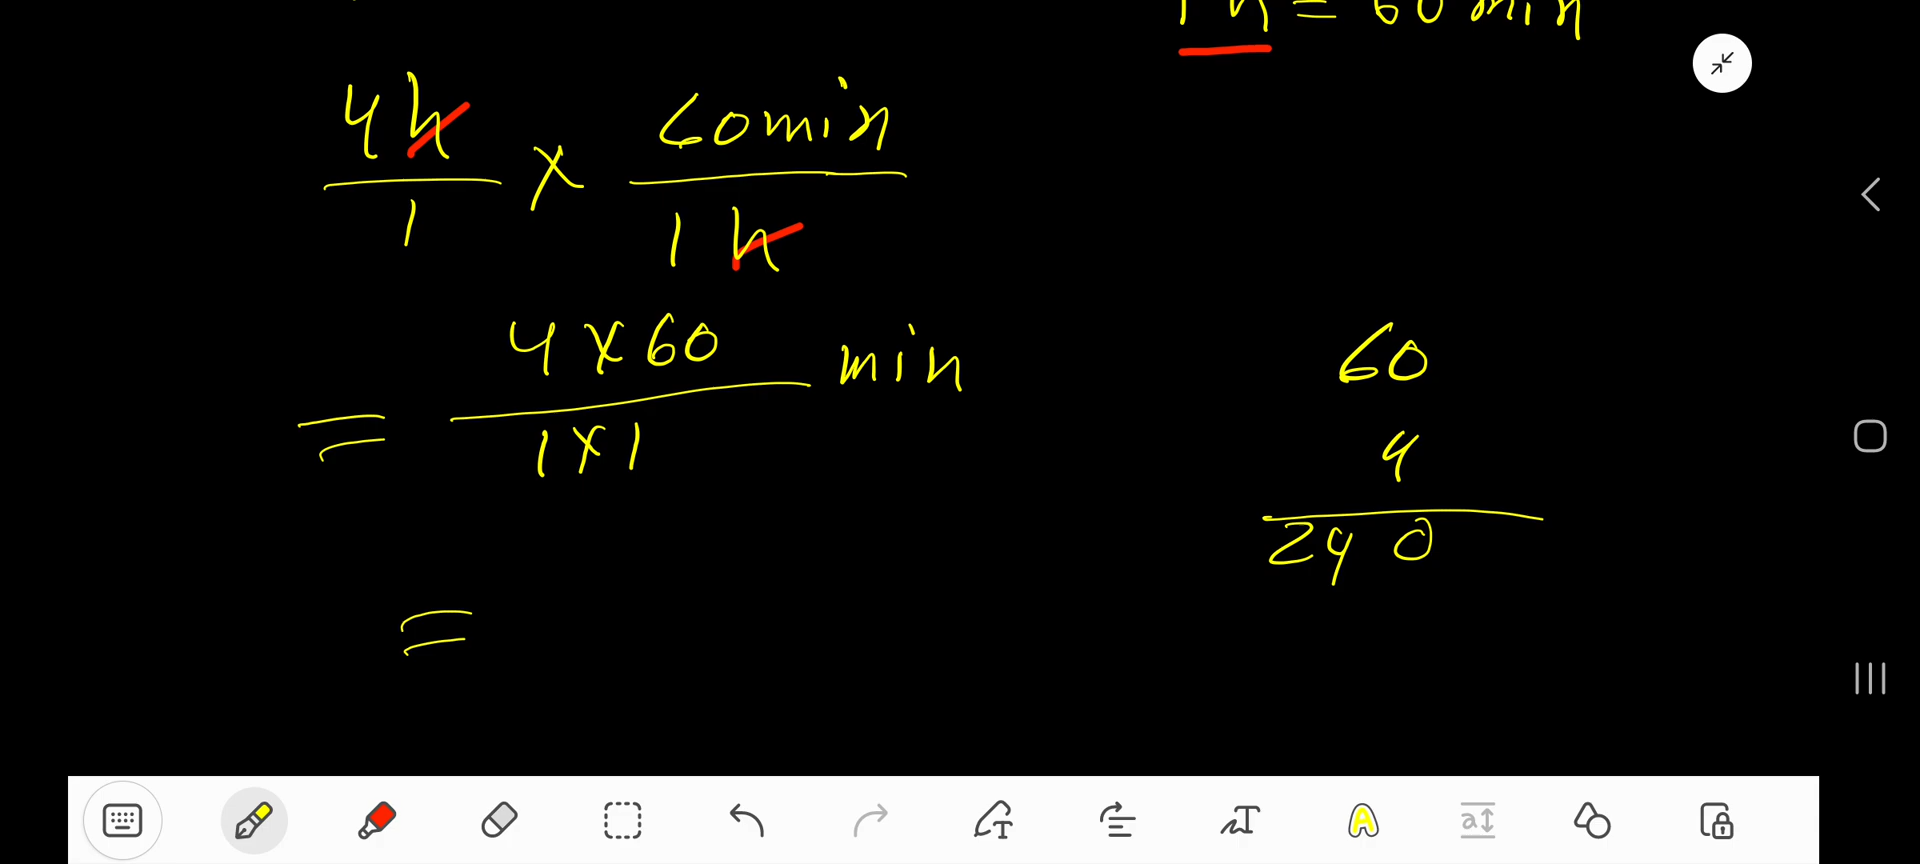 1 h = 60 min
4 h × 60 min
1 1 h
= 4 × 60 min
1 × 1
60
4
240
=